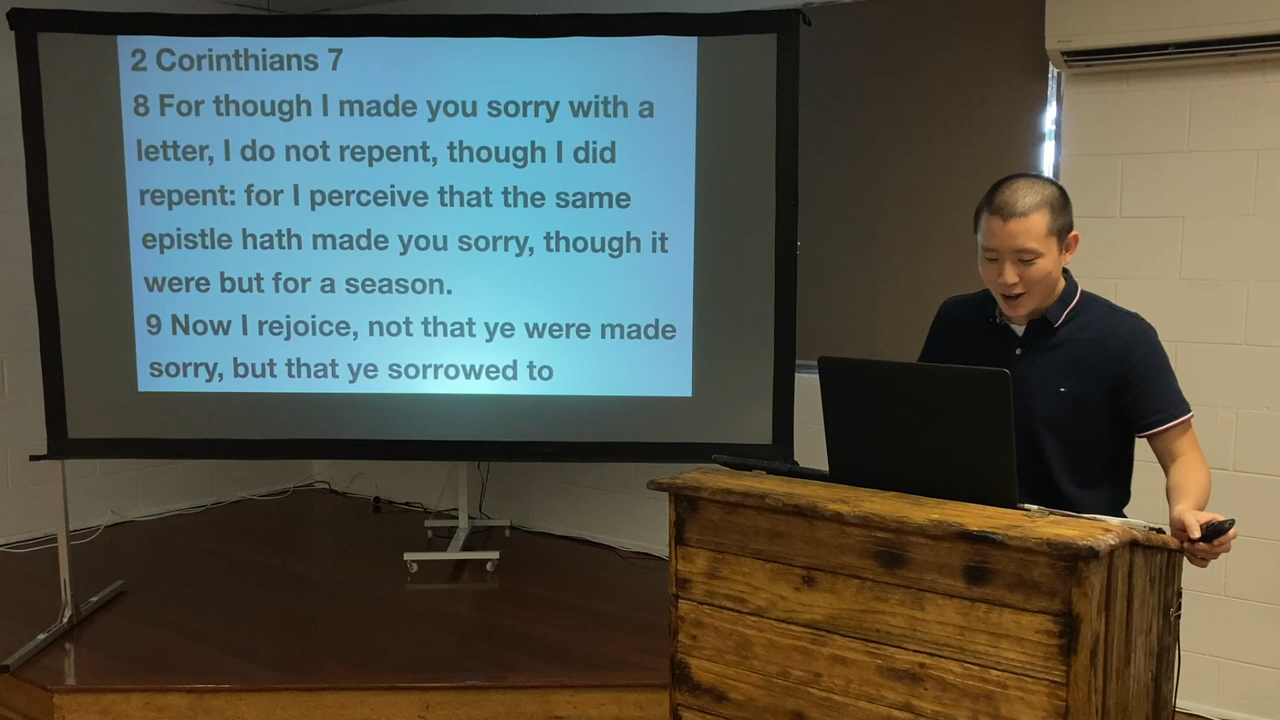 2 Corinthians 7
8 For though I made you sorry with a
letter, I do not repent, though I did
repent: for I perceive that the same
epistle hath made you sorry, though it
were but for a season.
9 Now I rejoice, not that ye were made
sorry, but that ye sorrowed to